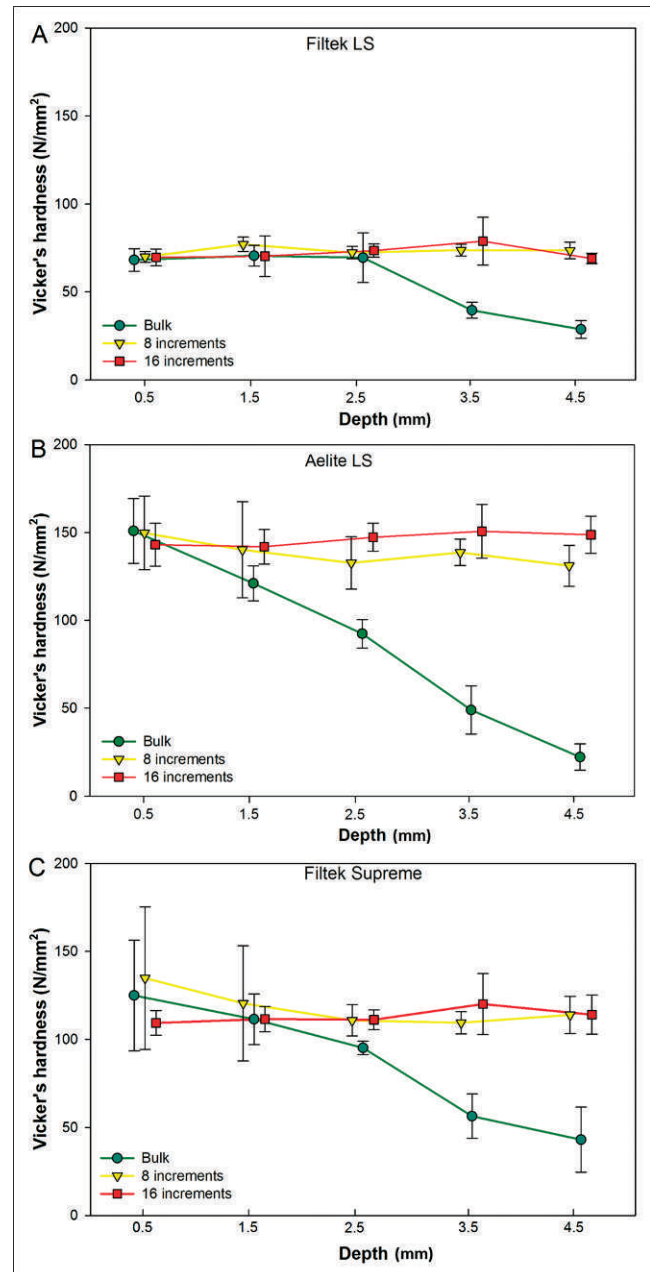 A
Filtek LS
Vicker's hardness (N/mm²)
200
150
100
50
0
Bulk
8 increments
16 increments
0.5 1.5 2.5 3.5 4.5
Depth (mm)
B
Aelite LS
Vicker's hardness (N/mm²)
200
150
100
50
0
Bulk
8 increments
16 increments
0.5 1.5 2.5 3.5 4.5
Depth (mm)
C
Filtek Supreme
Vicker's hardness (N/mm²)
200
150
100
50
0
Bulk
8 increments
16 increments
0.5 1.5 2.5 3.5 4.5
Depth (mm)